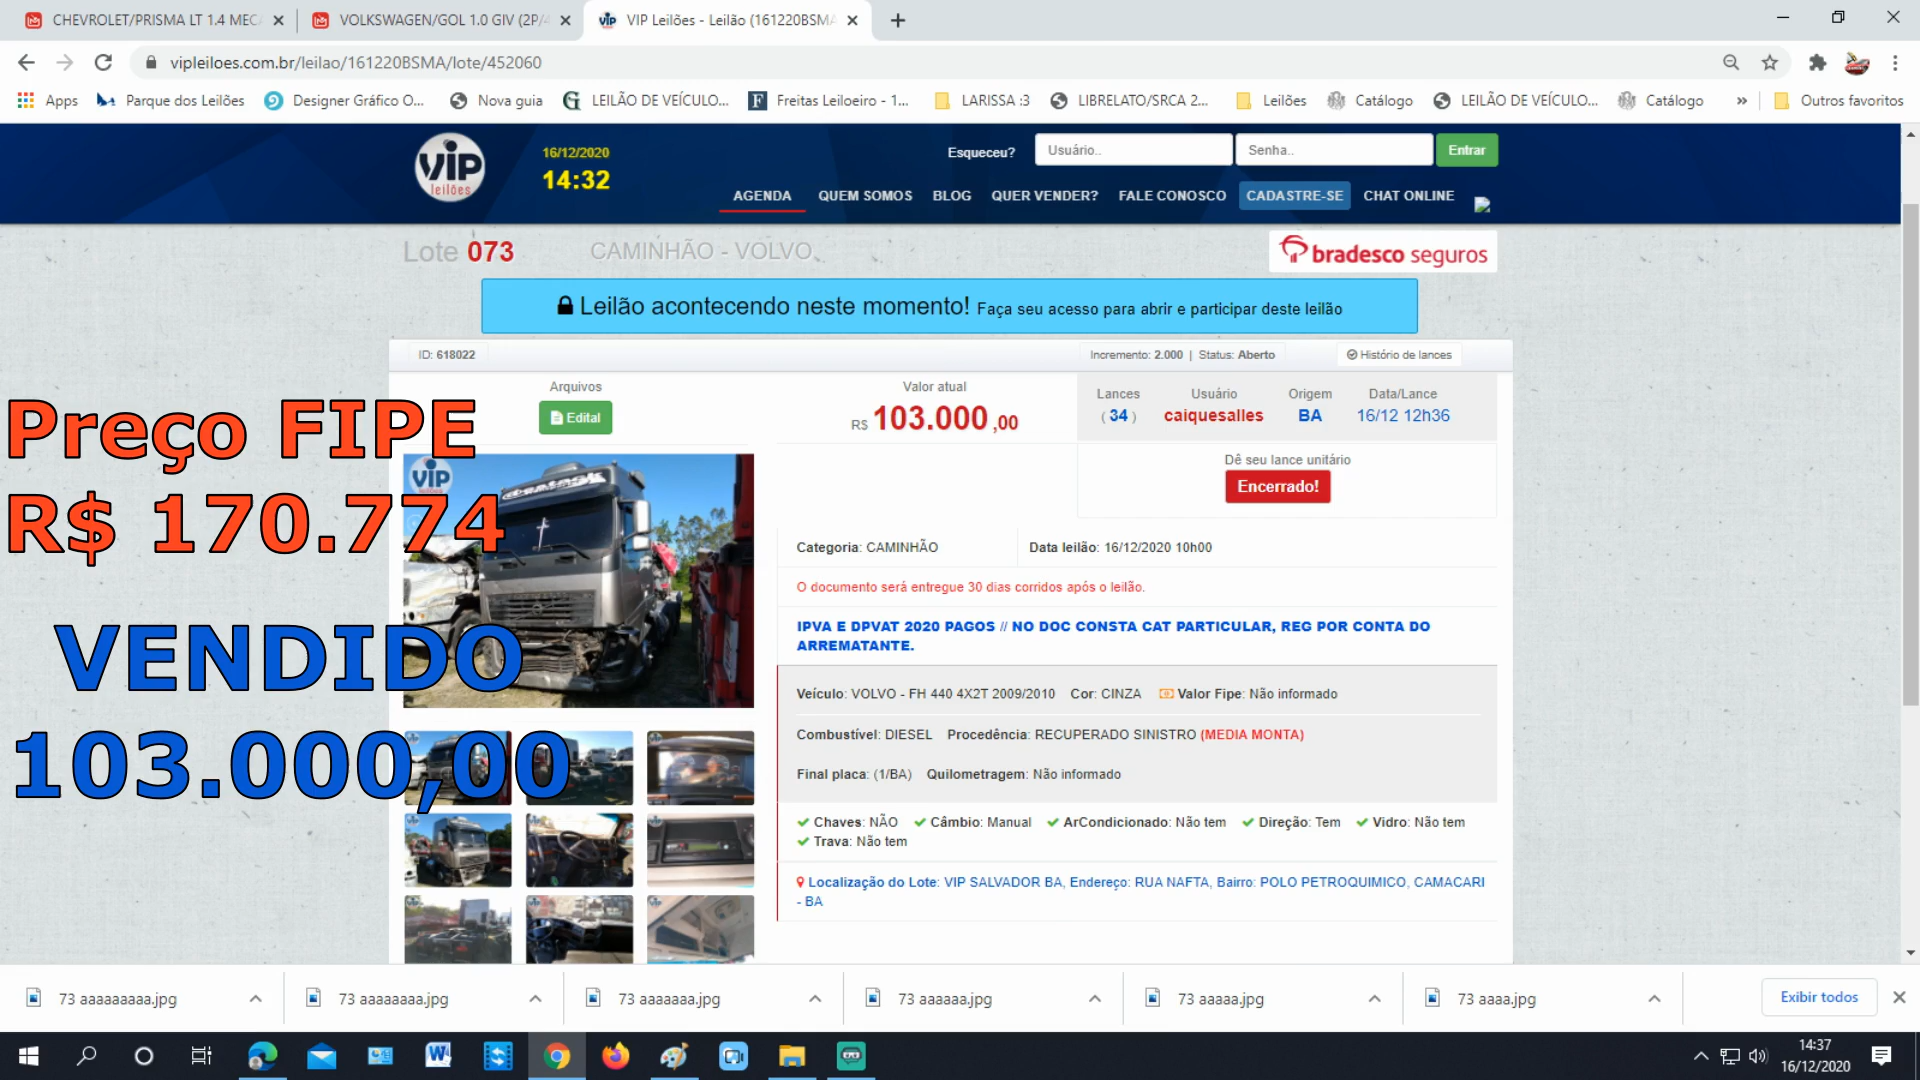 CHEVROLET/PRISMA LT 1.4 MEC
VOLKSWAGEN/GOL 1.0 GIV (2P/
VIP Leilões - Leilão (161220BSMA
vipleiloes.com.br/leilao/161220BSMA/lote/452060
Apps
Parque dos Leilões
Designer Gráfico O...
Nova guia
LEILÃO DE VEÍCULO...
Freitas Leiloeiro - 1...
LARISSA :3
LIBRELATO/SRCA 2...
Leilões
Catálogo
LEILÃO DE VEÍCULO...
Catálogo
»
Outros favoritos
VIP leilões
16/12/2020
14:32
Esqueceu?
Usuário..
Senha..
Entrar
AGENDA
QUEM SOMOS
BLOG
QUER VENDER?
FALE CONOSCO
CADASTRE-SE
CHAT ONLINE
Lote 073
CAMINHÃO - VOLVO
bradesco seguros
Leilão acontecendo neste momento! Faça seu acesso para abrir e participar deste leilão
ID: 618022
Incremento: 2.000 | Status: Aberto
Histório de lances
Arquivos
Edital
Valor atual
R$ 103.000 ,00
Lances
( 34 )
Usuário
caiquesalles
Origem
BA
Data/Lance
16/12 12h36
Dê seu lance unitário
Encerrado!
Preço FIPE
R$ 170.774
VENDIDO
103.000,00
VIP
leilões
Categoria: CAMINHÃO
Data leilão: 16/12/2020 10h00
O documento será entregue 30 dias corridos após o leilão.
IPVA E DPVAT 2020 PAGOS // NO DOC CONSTA CAT PARTICULAR, REG POR CONTA DO
ARREMATANTE.
Veículo: VOLVO - FH 440 4X2T 2009/2010 Cor: CINZA Valor Fipe: Não informado
Combustível: DIESEL Procedência: RECUPERADO SINISTRO (MEDIA MONTA)
Final placa: (1/BA) Quilometragem: Não informado
Chaves: NÃO Câmbio: Manual ArCondicionado: Não tem Direção: Tem Vidro: Não tem
Trava: Não tem
Localização do Lote: VIP SALVADOR BA, Endereço: RUA NAFTA, Bairro: POLO PETROQUIMICO, CAMACARI
- BA
73 aaaaaaaaa.jpg
73 aaaaaaaa.jpg
73 aaaaaaa.jpg
73 aaaaaa.jpg
73 aaaaa.jpg
73 aaaa.jpg
Exibir todos
14:37
16/12/2020